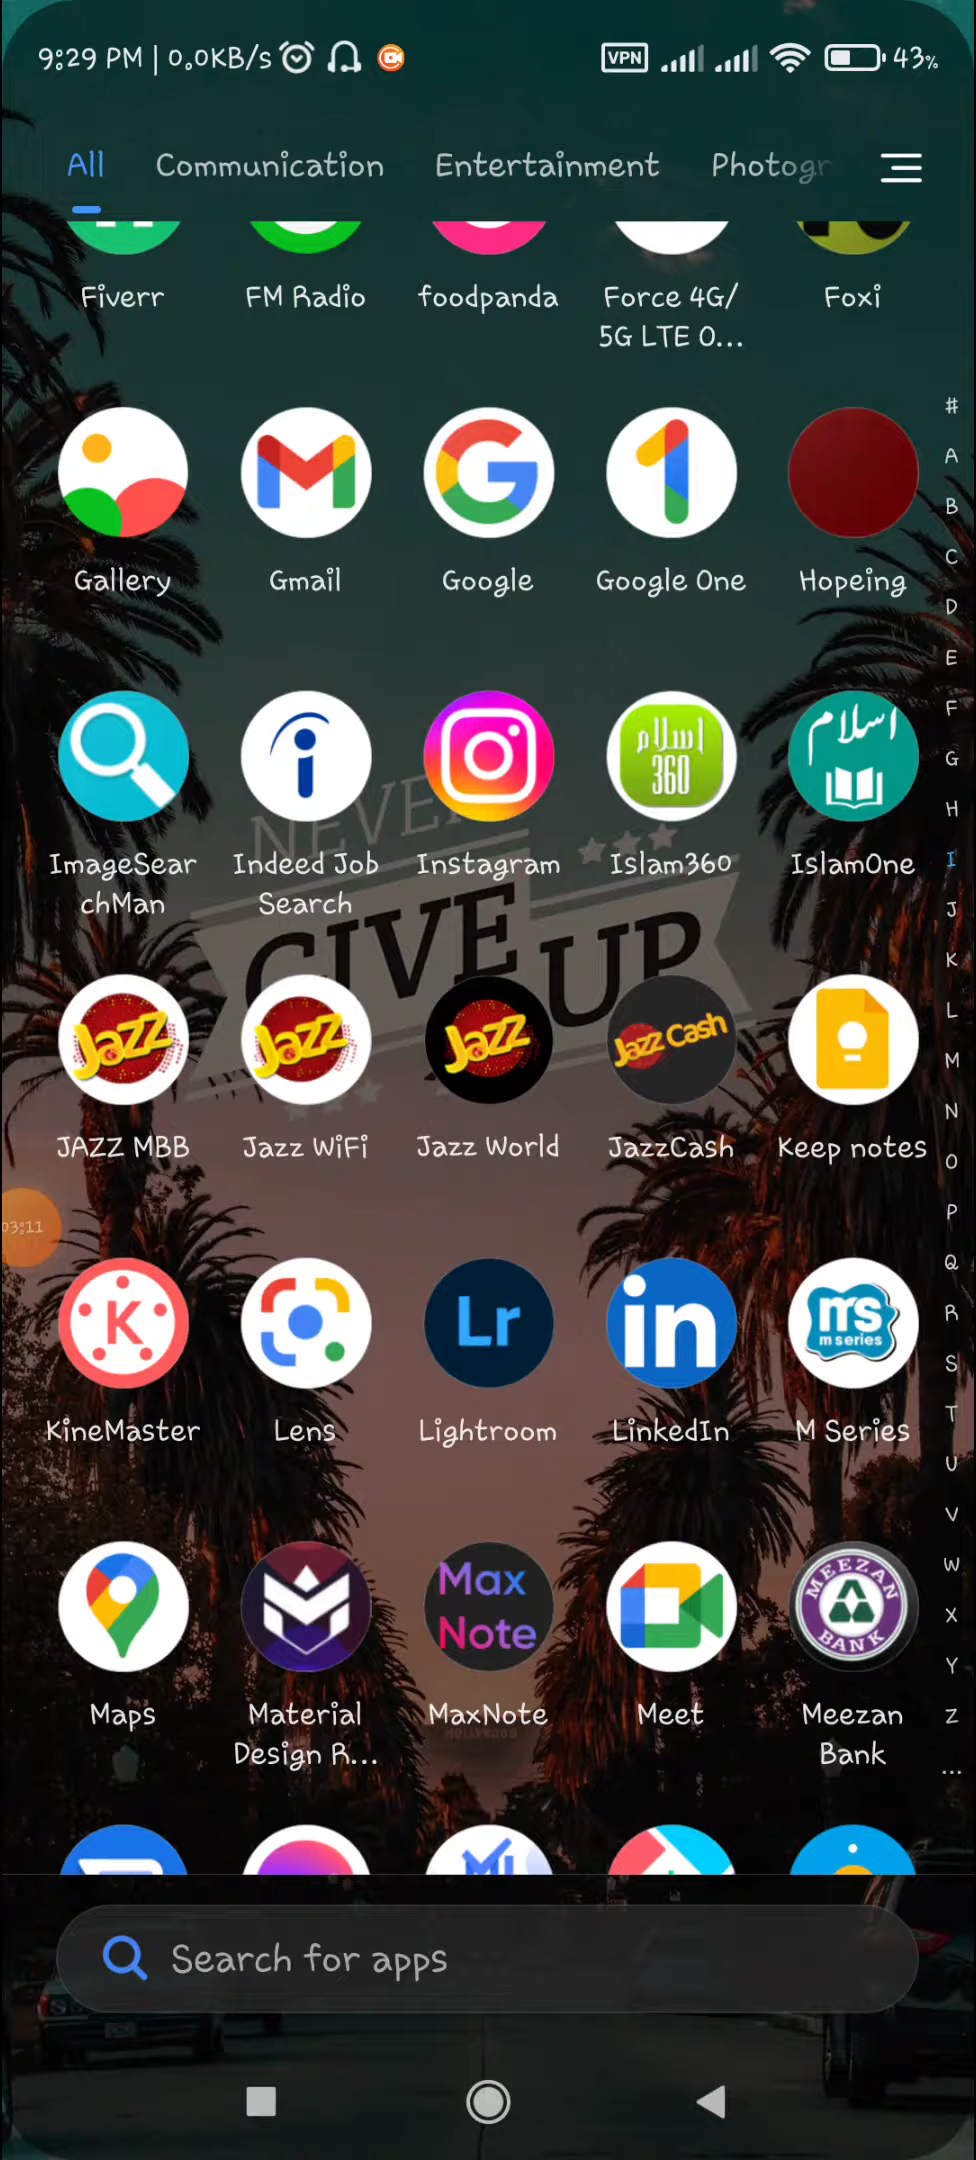 9:29 PM | 0.0KB/s VPN 43%
All Communication Entertainment Photogr
Fiverr FM Radio foodpanda Force 4G/ Foxi
5G LTE O...
#
A
B
Gallery Gmail Google Google One Hopeing
C
D
E
F
G
H
اسلام
360
اسلام
NEVER
ImageSear Indeed Job Instagram Islam360 IslamOne
chMan Search
I
J
K
GIVE UP
Jazz Jazz Jazz Jazz Cash
L
M
JAZZ MBB Jazz WiFi Jazz World JazzCash Keep notes
N
O
P
03:11
Q
K Lr in ms
m series
R
S
T
KineMaster Lens Lightroom LinkedIn M Series
U
V
W
Max
Note
MEEZAN
BANK
X
Y
Z
Maps Material MaxNote Meet Meezan
Design R... Bank
...
Search for apps